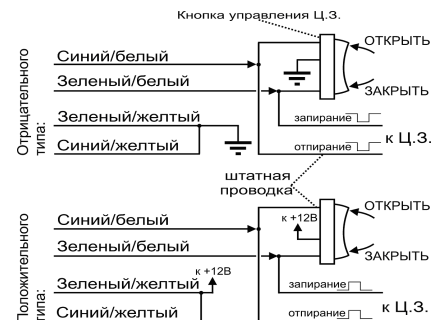 Кнопка управления Ц.З.
ОТКРЫТЬ
Синий/белый
Зеленый/белый
ЗАКРЫТЬ
Отрицательного
типа:
Зеленый/желтый
запирание
к Ц.З.
Синий/желтый
отпирание
штатная
проводка
ОТКРЫТЬ
Синий/белый
к +12В
Зеленый/белый
ЗАКРЫТЬ
Положительного
типа:
к +12В
Зеленый/желтый
запирание
к Ц.З.
Синий/желтый
отпирание